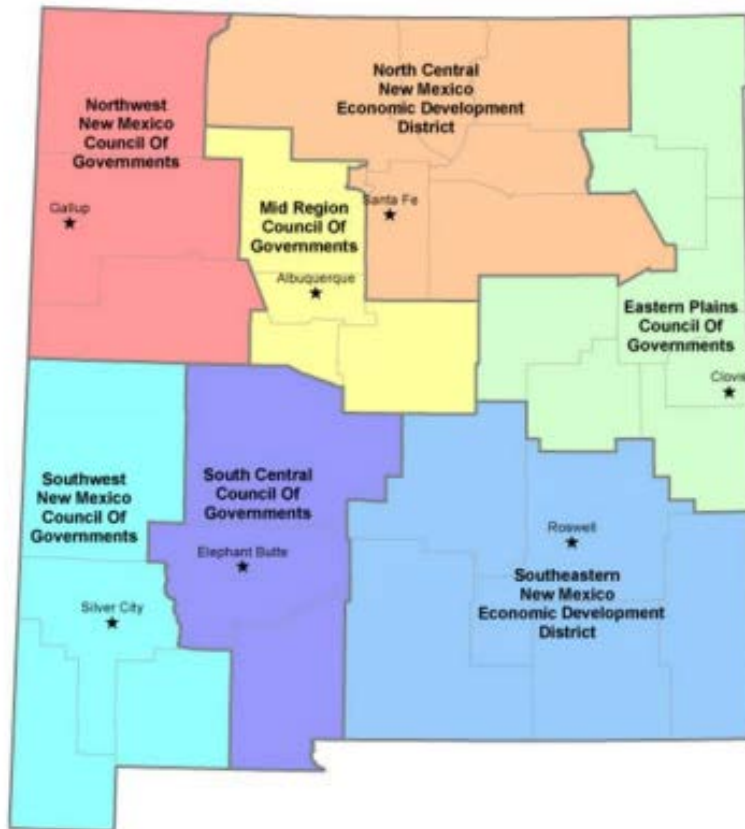 North Central
New Mexico
Economic Development
District
Northwest
New Mexico
Council Of
Governments
Gallup
Santa Fe
Mid Region
Council Of
Governments
Albuquerque
Eastern Plains
Council Of
Governments
Clovis
Southwest
New Mexico
Council Of
Governments
South Central
Council Of
Governments
Elephant Butte
Silver City
Roswell
Southeastern
New Mexico
Economic Development
District